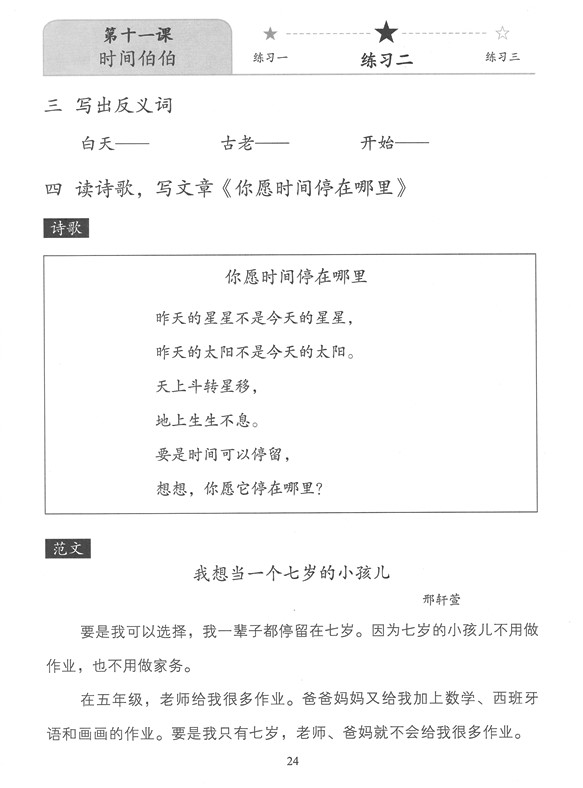 第十一课
时间伯伯
练习一
练习二
练习三
三 写出反义词
白天—— 古老—— 开始——
四 读诗歌，写文章《你愿时间停在哪里》
诗歌
你愿时间停在哪里
昨天的星星不是今天的星星，
昨天的太阳不是今天的太阳。
天上斗转星移，
地上生生不息。
要是时间可以停留，
想想，你愿它停在哪里？
范文
我想当一个七岁的小孩儿
邢轩萱
要是我可以选择，我一辈子都停留在七岁。因为七岁的小孩儿不用做
作业，也不用做家务。
在五年级，老师给我很多作业。爸爸妈妈又给我加上数学、西班牙
语和画画的作业。要是我只有七岁，老师、爸妈就不会给我很多作业。
24